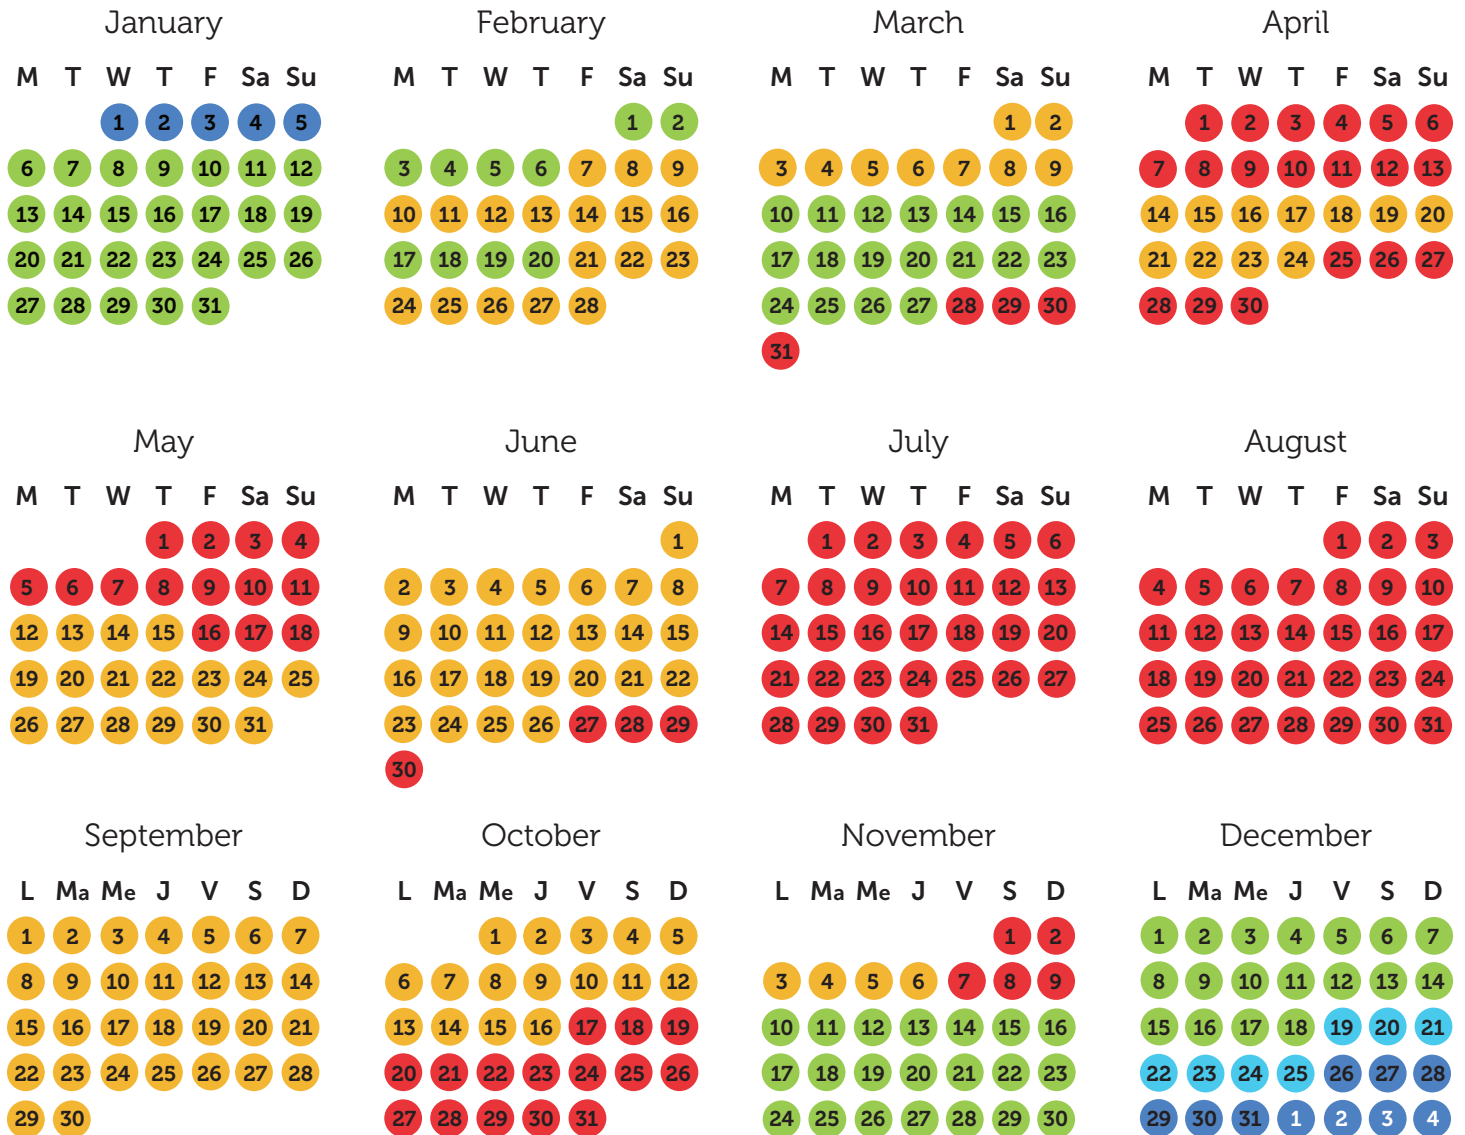 January February March April
M T W T F Sa Su M T W T F Sa Su M T W T F Sa Su M T W T F Sa Su
1 2 3 4 5 1 2 1 2 1 2 3 4 5 6
6 7 8 9 10 11 12 3 4 5 6 7 8 9 3 4 5 6 7 8 9 7 8 9 10 11 12 13
13 14 15 16 17 18 19 10 11 12 13 14 15 16 10 11 12 13 14 15 16 14 15 16 17 18 19 20
20 21 22 23 24 25 26 17 18 19 20 21 22 23 17 18 19 20 21 22 23 21 22 23 24 25 26 27
27 28 29 30 31 24 25 26 27 28 24 25 26 27 28 29 30 28 29 30
31
May June July August
M T W T F Sa Su M T W T F Sa Su M T W T F Sa Su M T W T F Sa Su
1 2 3 4 1 1 2 3 4 5 6 1 2 3
5 6 7 8 9 10 11 2 3 4 5 6 7 8 7 8 9 10 11 12 13 4 5 6 7 8 9 10
12 13 14 15 16 17 18 9 10 11 12 13 14 15 14 15 16 17 18 19 20 11 12 13 14 15 16 17
19 20 21 22 23 24 25 16 17 18 19 20 21 22 21 22 23 24 25 26 27 18 19 20 21 22 23 24
26 27 28 29 30 31 23 24 25 26 27 28 29 28 29 30 31 25 26 27 28 29 30 31
30
September October November December
L Ma Me J V S D L Ma Me J V S D L Ma Me J V S D L Ma Me J V S D
1 2 3 4 5 6 7 1 2 3 4 5 1 2 1 2 3 4 5 6 7
8 9 10 11 12 13 14 6 7 8 9 10 11 12 3 4 5 6 7 8 9 8 9 10 11 12 13 14
15 16 17 18 19 20 21 13 14 15 16 17 18 19 10 11 12 13 14 15 16 15 16 17 18 19 20 21
22 23 24 25 26 27 28 20 21 22 23 24 25 26 17 18 19 20 21 22 23 22 23 24 25 26 27 28
29 30 27 28 29 30 31 24 25 26 27 28 29 30 29 30 31 1 2 3 4